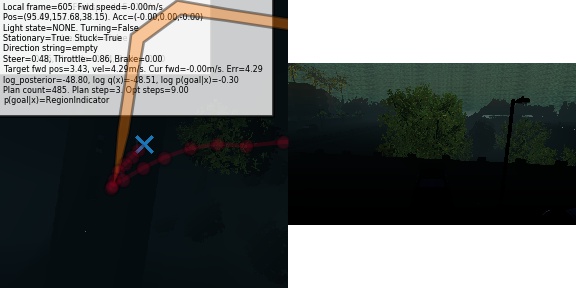 Local frame=605. Fwd speed=-0.00m/s
Pos=(95.49,157.68,38.15). Acc=(-0.00,0.00,-0.00)
Light state=NONE. Turning=False
Stationary=True. Stuck=True
Direction string=empty
Steer=0.48, Throttle=0.86, Brake=0.00
Target fwd pos=3.43, vel=4.29m/s. Cur fwd=-0.00m/s. Err=4.29
log_posterior=-48.80, log q(x)=-48.51, log p(goal|x)=-0.30
Plan count=485. Plan step=3. Opt steps=9.00
p(goal|x)=RegionIndicator